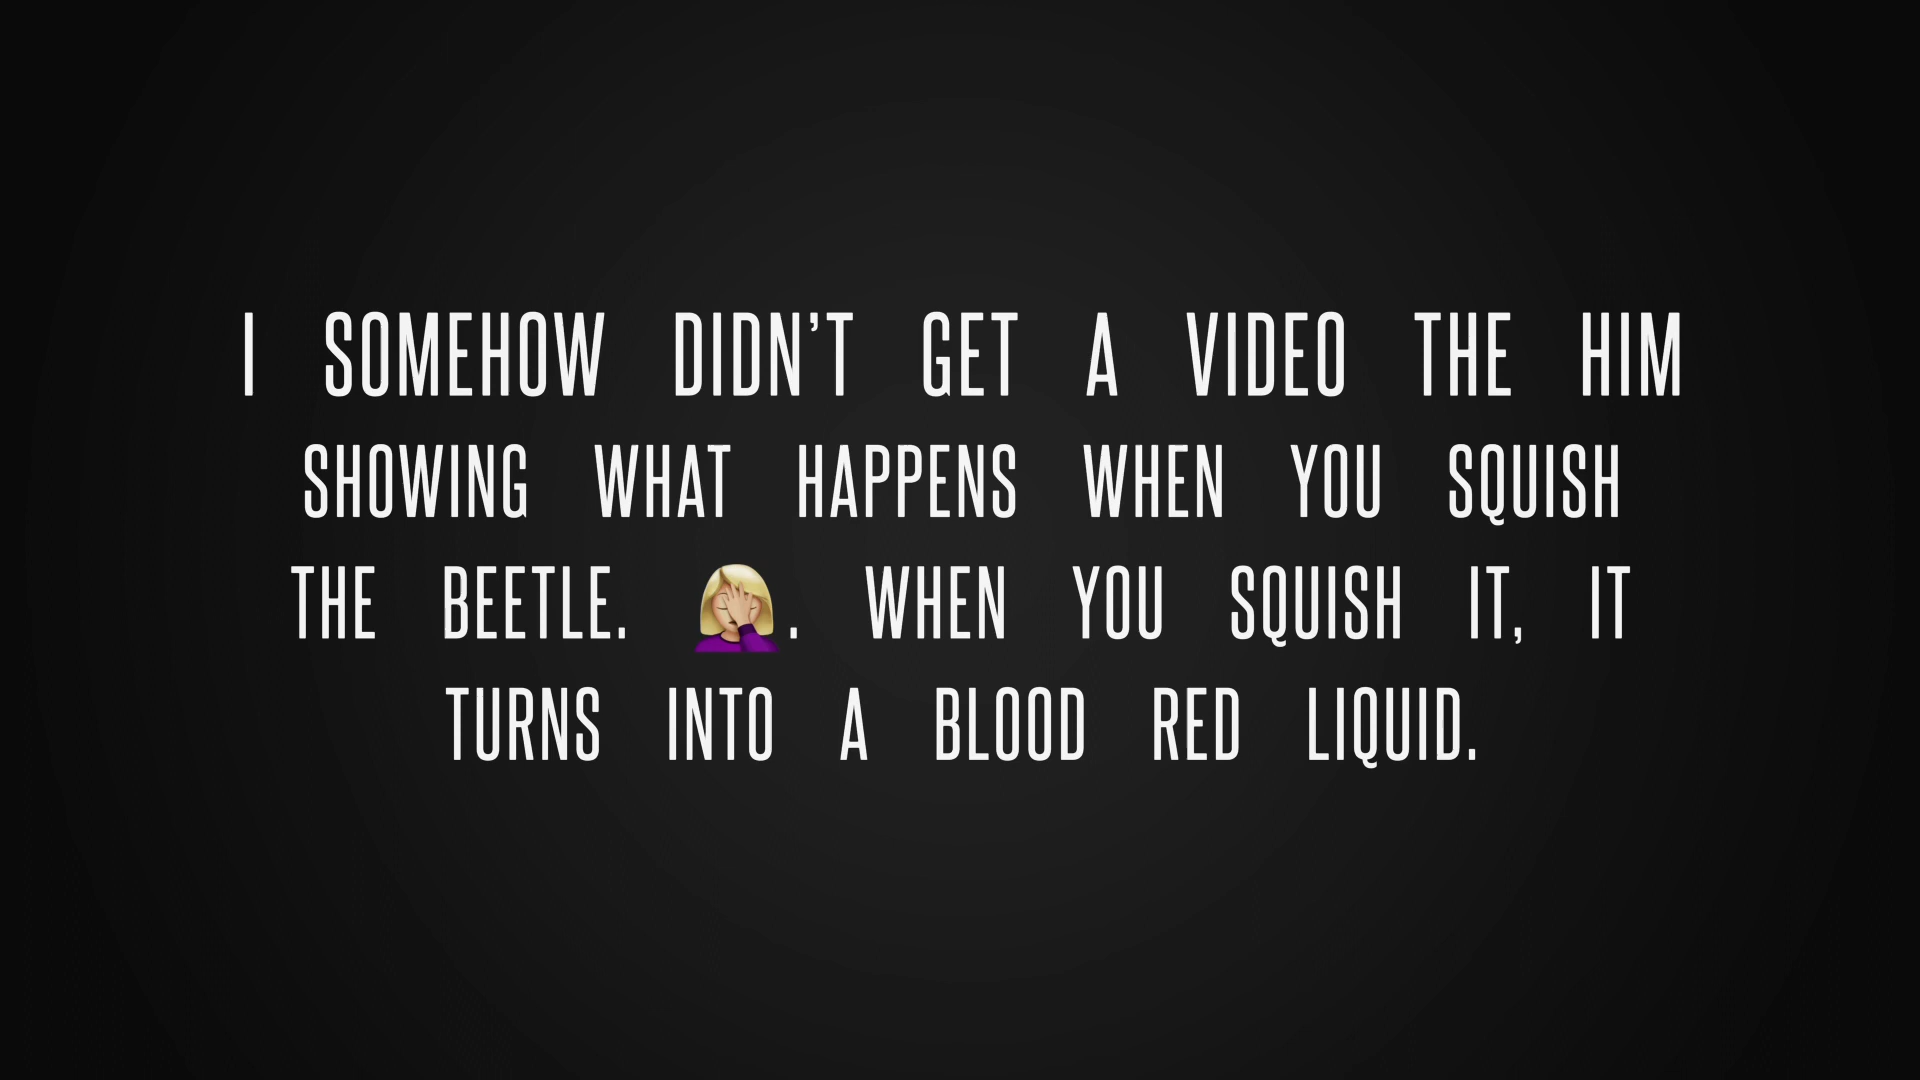 I SOMEHOW DIDN’T GET A VIDEO THE HIM
SHOWING WHAT HAPPENS WHEN YOU SQUISH
THE BEETLE. 🤦🏼‍♀️. WHEN YOU SQUISH IT, IT
TURNS INTO A BLOOD RED LIQUID.